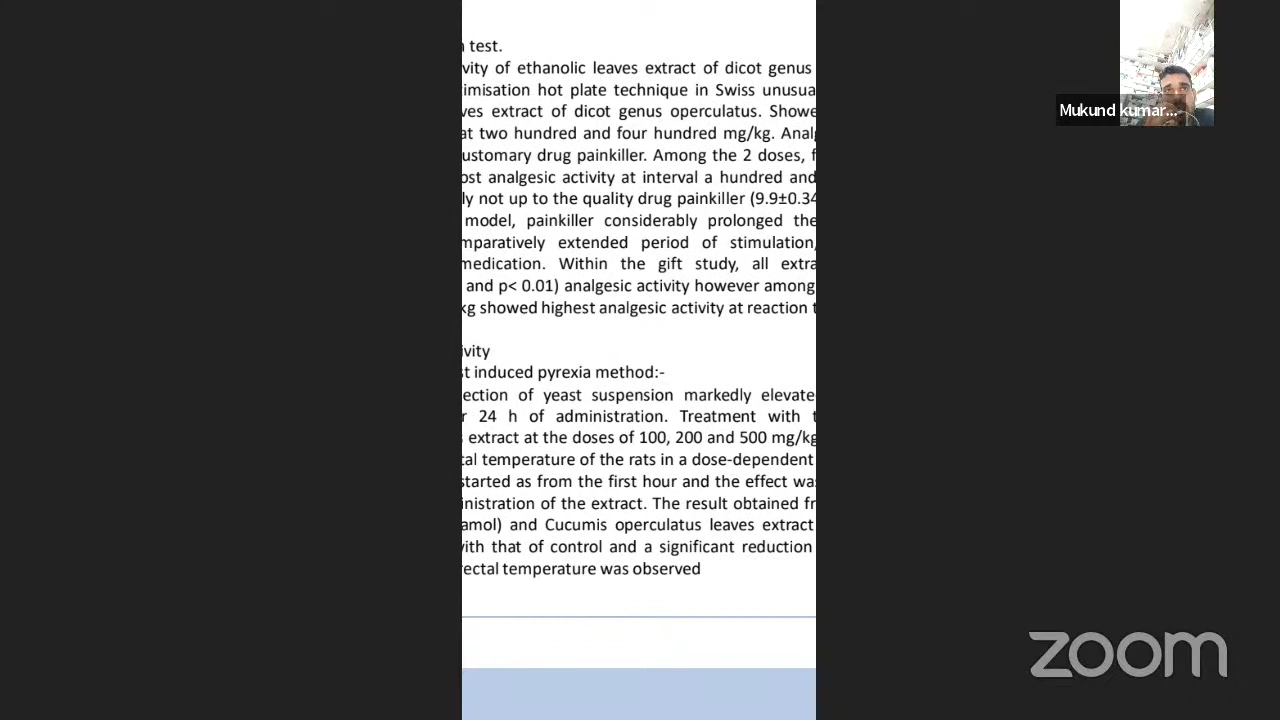 test.
vity of ethanolic leaves extract of dicot genus
timisation hot plate technique in Swiss unusua
ves extract of dicot genus operculatus. Showe
at two hundred and four hundred mg/kg. Anal
ustomary drug painkiller. Among the 2 doses, f
ost analgesic activity at interval a hundred and
ly not up to the quality drug painkiller (9.9±0.34
model, painkiller considerably prolonged the
mparatively extended period of stimulation,
medication. Within the gift study, all extra
and p< 0.01) analgesic activity however among
kg showed highest analgesic activity at reaction t
ivity
st induced pyrexia method:-
ection of yeast suspension markedly elevate
r 24 h of administration. Treatment with t
extract at the doses of 100, 200 and 500 mg/kg
tal temperature of the rats in a dose-dependent
started as from the first hour and the effect was
inistration of the extract. The result obtained fr
amol) and Cucumis operculatus leaves extract
with that of control and a significant reduction
rectal temperature was observed
Mukund kumar...
zoom